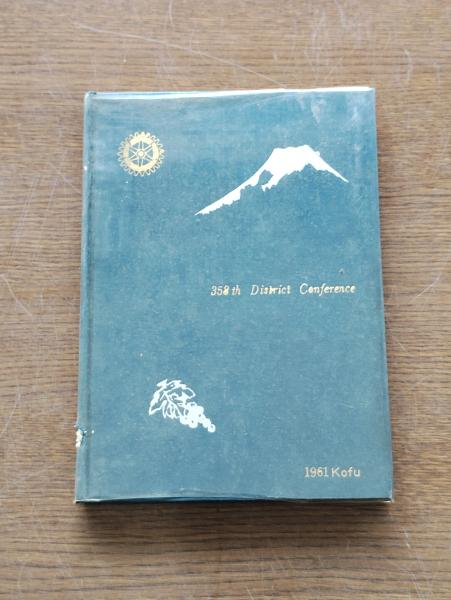 358th District Conference
1961 Kofu